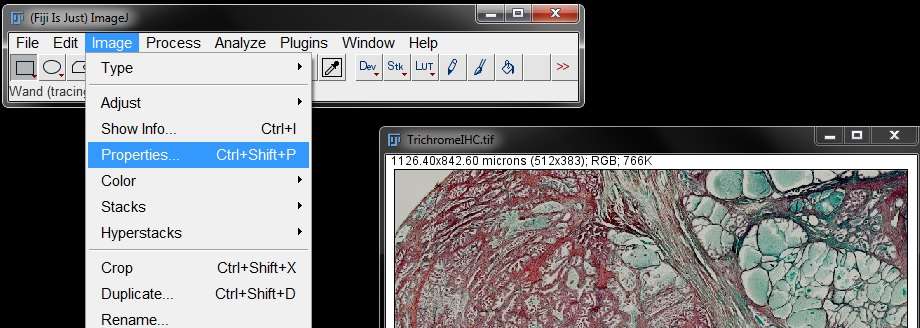 (Fiji Is Just) ImageJ
File Edit Image Process Analyze Plugins Window Help
Dev Stk LUT >>
Wand (tracing
Type
Adjust
Show Info... Ctrl+I
Properties... Ctrl+Shift+P
Color
Stacks
Hyperstacks
Crop Ctrl+Shift+X
Duplicate... Ctrl+Shift+D
Rename...
TrichromeIHC.tif
1126.40x842.60 microns (512x383); RGB; 766K